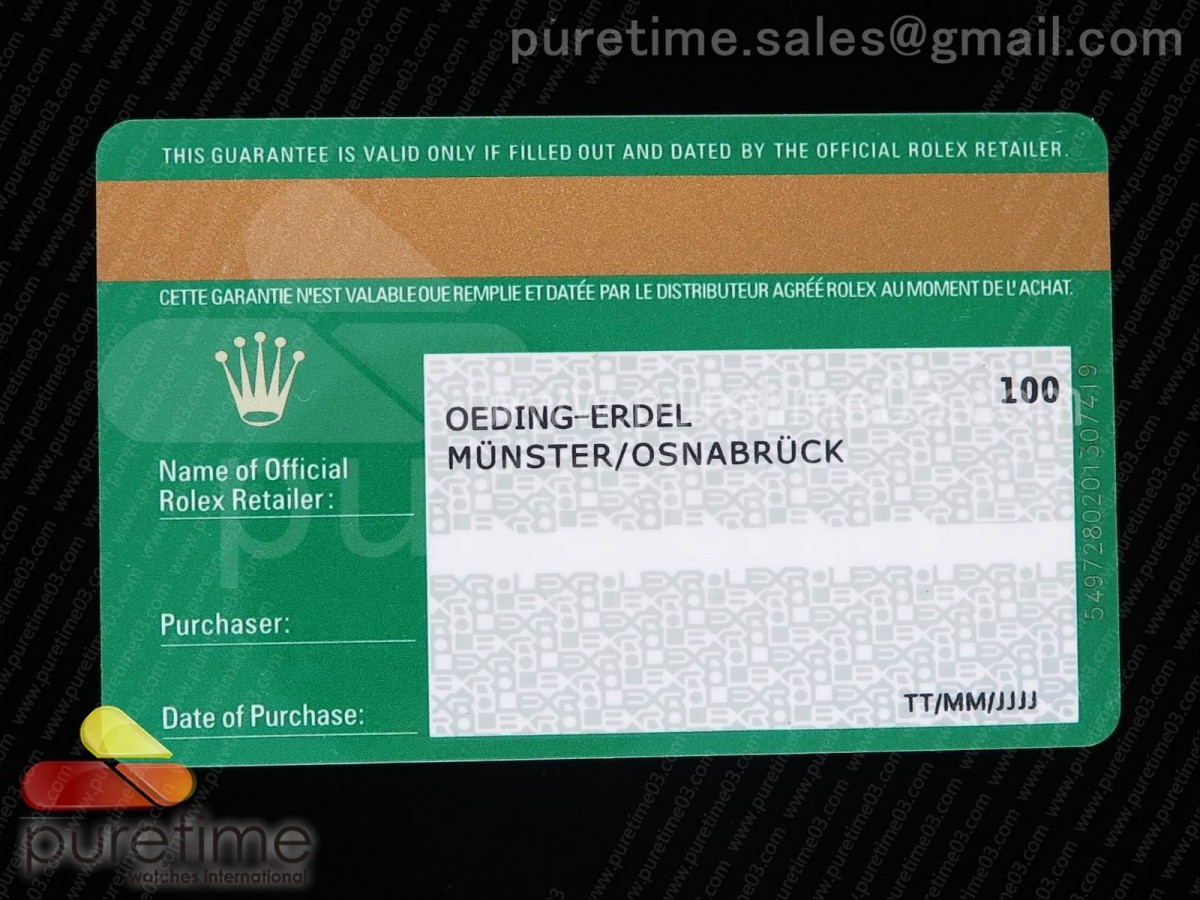 puretime.sales@gmail.com
THIS GUARANTEE IS VALID ONLY IF FILLED OUT AND DATED BY THE OFFICIAL ROLEX RETAILER.
CETTE GARANTIE N'EST VALABLE QUE REMPLIE ET DATÉE PAR LE DISTRIBUTEUR AGRÉÉ ROLEX AU MOMENT DE L'ACHAT.
100
OEDING-ERDEL
MÜNSTER/OSNABRÜCK
Name of Official
Rolex Retailer:
Purchaser:
Date of Purchase:
TT/MM/JJJJ
5497280201307419
puretime
watches international
www.puretime03.com